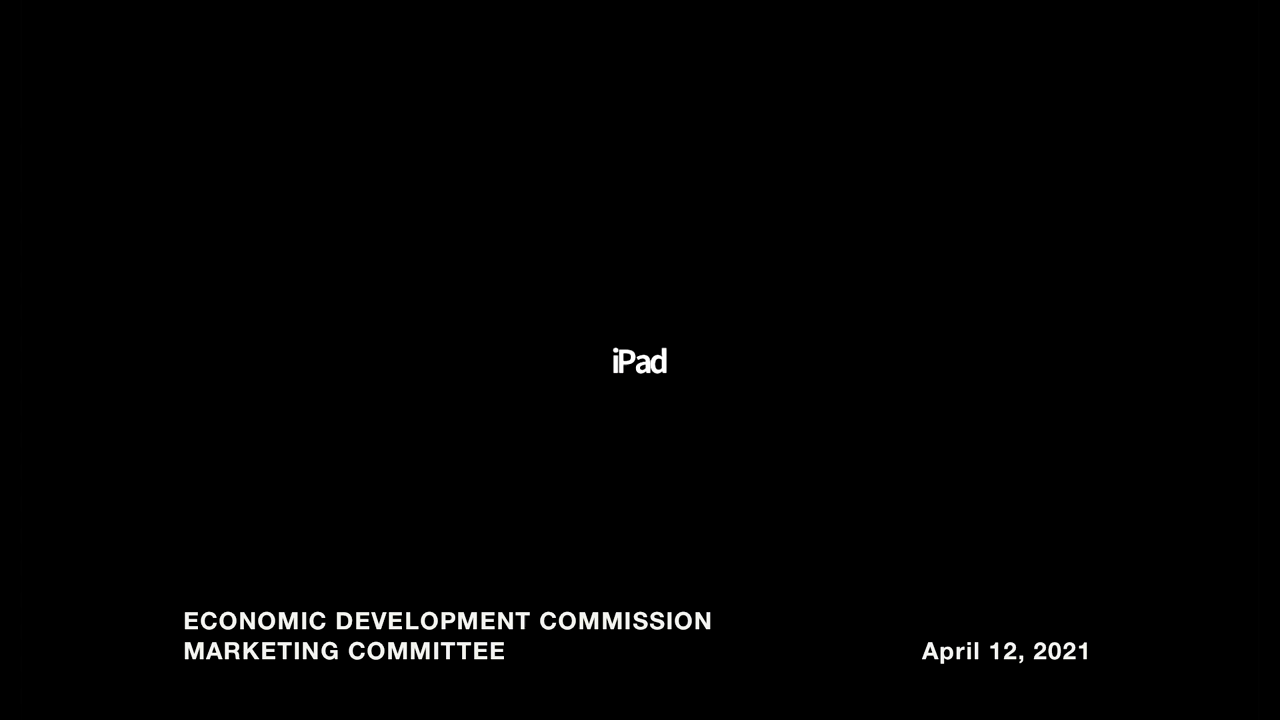 iPad
ECONOMIC DEVELOPMENT COMMISSION
MARKETING COMMITTEE
April 12, 2021